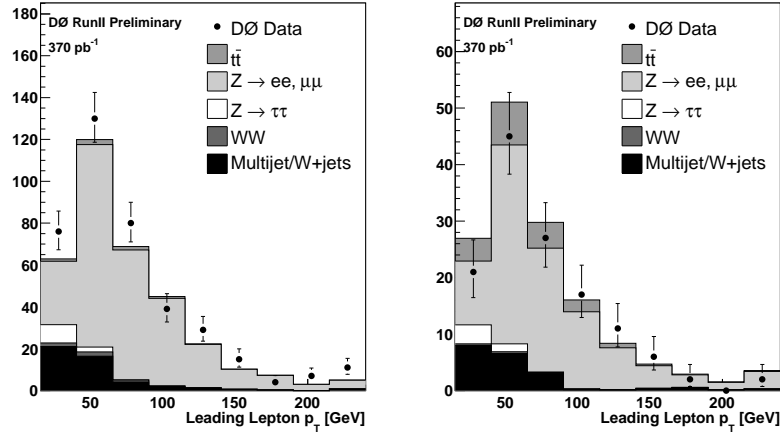 DØ RunII Preliminary
370 pb⁻¹
DØ Data
tt̄
Z → ee, μμ
Z → ττ
WW
Multijet/W+jets
180
160
140
120
100
80
60
40
20
0
50 100 150 200
Leading Lepton p_T [GeV]
DØ RunII Preliminary
370 pb⁻¹
DØ Data
tt̄
Z → ee, μμ
Z → ττ
WW
Multijet/W+jets
60
50
40
30
20
10
0
50 100 150 200
Leading Lepton p_T [GeV]